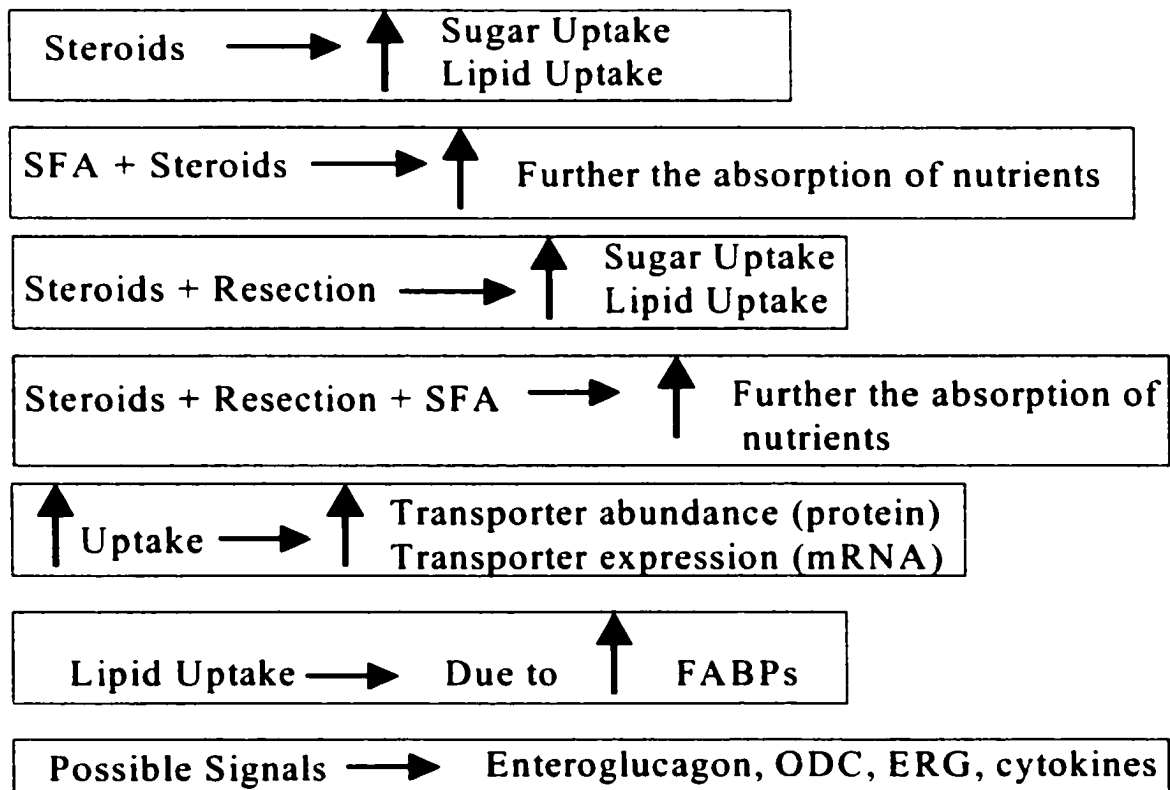 Steroids → ↑ Sugar Uptake
Lipid Uptake
SFA + Steroids → ↑ Further the absorption of nutrients
Steroids + Resection → ↑ Sugar Uptake
Lipid Uptake
Steroids + Resection + SFA → ↑ Further the absorption of
nutrients
↑ Uptake → ↑ Transporter abundance (protein)
Transporter expression (mRNA)
Lipid Uptake → Due to ↑ FABPs
Possible Signals → Enteroglucagon, ODC, ERG, cytokines